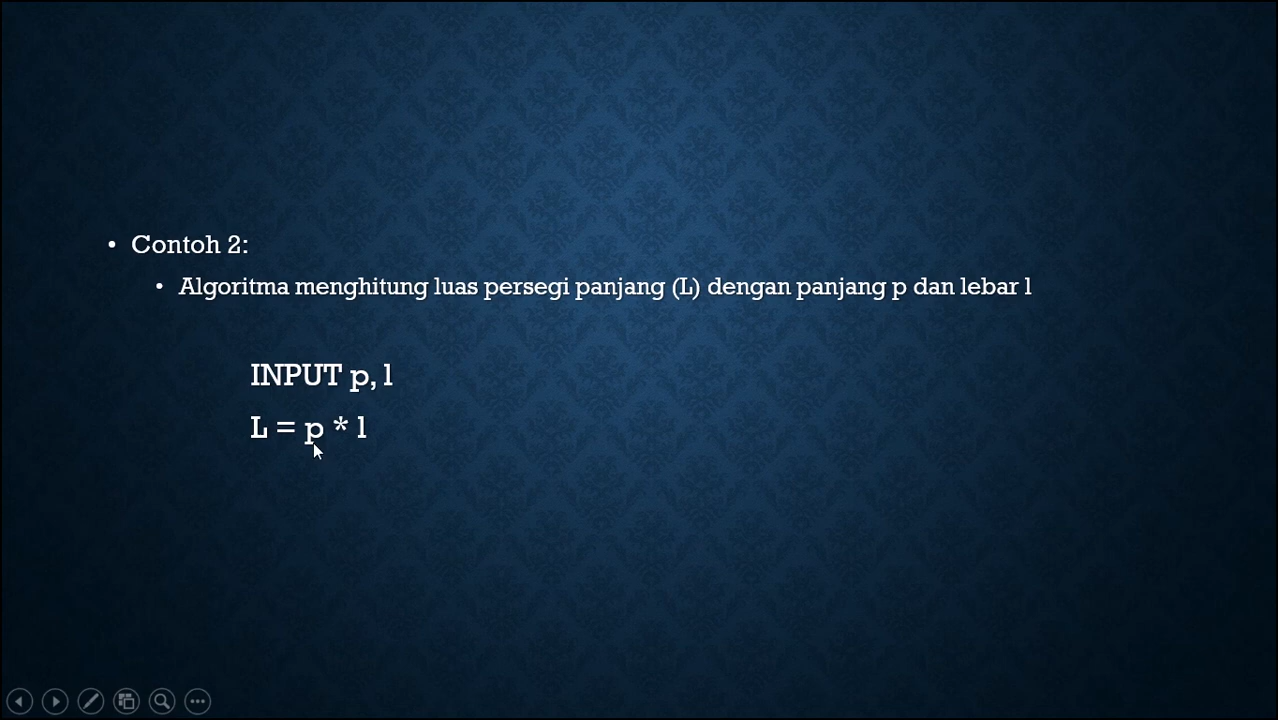 • Contoh 2:
• Algoritma menghitung luas persegi panjang (L) dengan panjang p dan lebar l
INPUT p, l
L = p * l